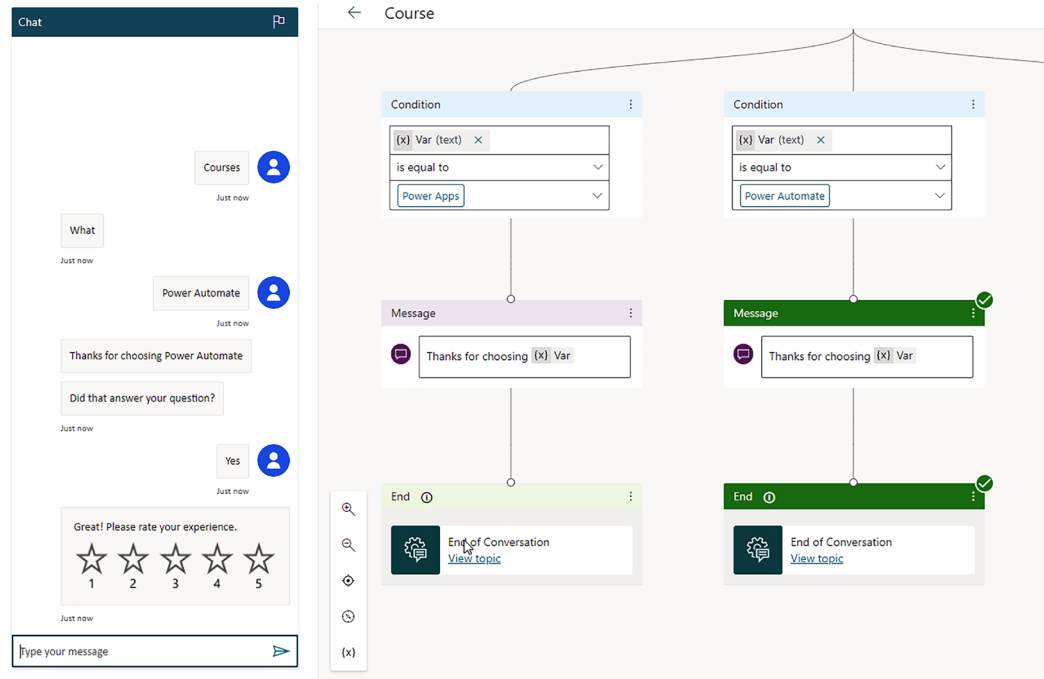 Chat
Courses
Just now
What
Just now
Power Automate
Just now
Thanks for choosing Power Automate
Did that answer your question?
Just now
Yes
Just now
Great! Please rate your experience.
1 2 3 4 5
Just now
Type your message
Course
Condition
{x} Var (text)
is equal to
Power Apps
Message
Thanks for choosing {x} Var
End
End of Conversation
View topic
Condition
{x} Var (text)
is equal to
Power Automate
Message
Thanks for choosing {x} Var
End
End of Conversation
View topic
{x}